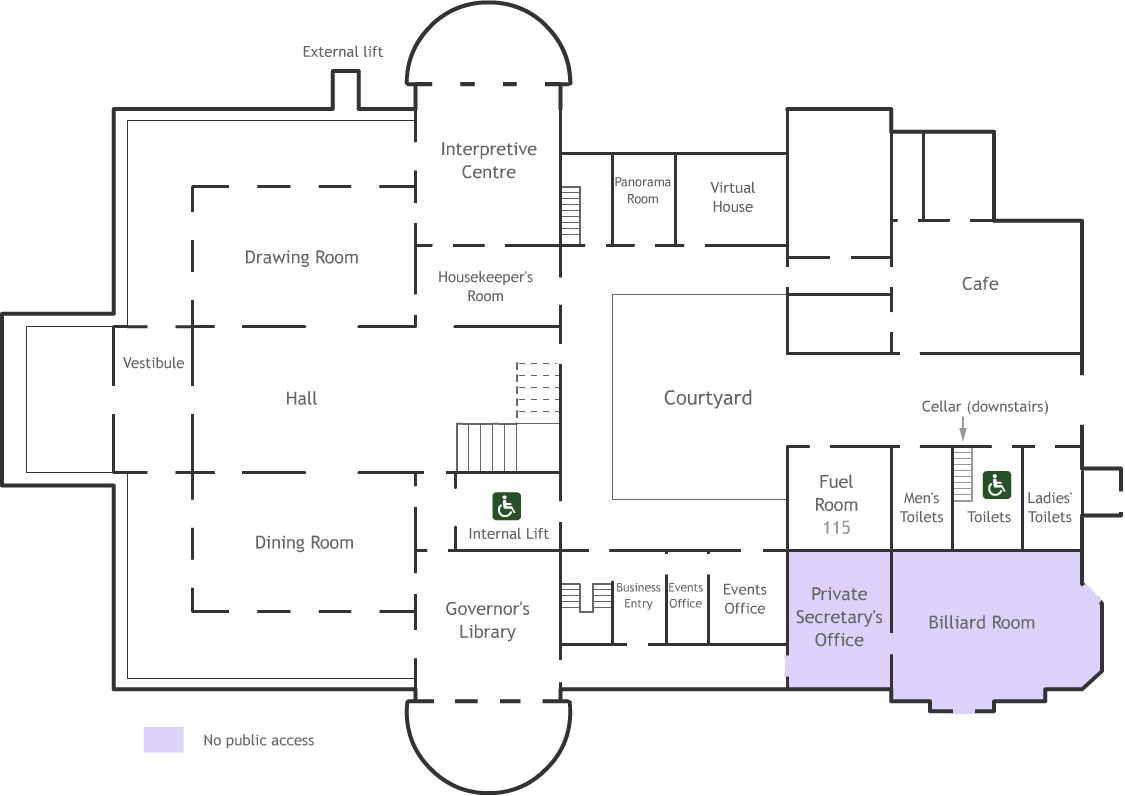 External lift
Interpretive
Centre
Panorama
Room
Virtual
House
Drawing Room
Housekeeper's
Room
Cafe
Vestibule
Hall
Courtyard
Cellar (downstairs)
Fuel
Room
115
Men's
Toilets
Toilets
Ladies'
Toilets
Internal Lift
Dining Room
Governor's
Library
Business
Entry
Events
Office
Events
Office
Private
Secretary's
Office
Billiard Room
No public access